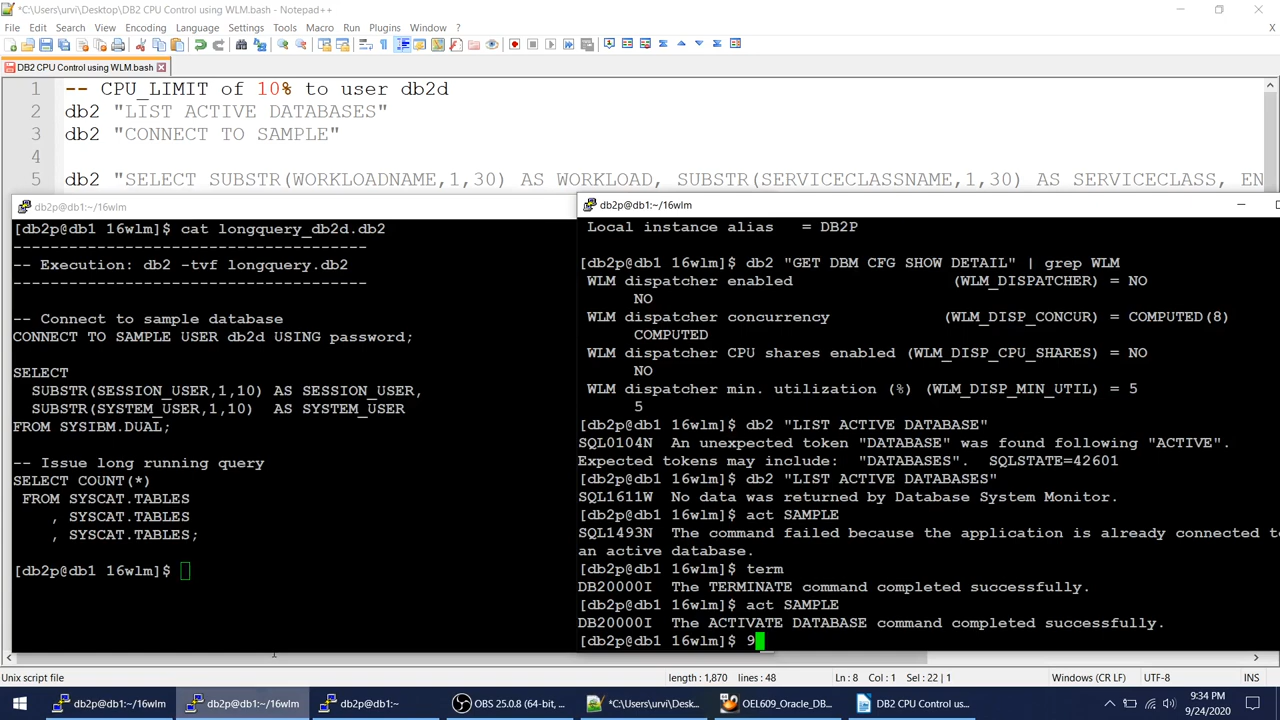 *C:\Users\urvi\Desktop\DB2 CPU Control using WLM.bash - Notepad++
File Edit Search View Encoding Language Settings Tools Macro Run Plugins Window ?
DB2 CPU Control using WLM.bash
1 -- CPU_LIMIT of 10% to user db2d
2 db2 "LIST ACTIVE DATABASES"
3 db2 "CONNECT TO SAMPLE"
4
5 db2 "SELECT SUBSTR(WORKLOADNAME,1,30) AS WORKLOAD, SUBSTR(SERVICECLASSNAME,1,30) AS SERVICECLASS, EN
db2p@db1:~/16wlm
[db2p@db1 16wlm]$ cat longquery_db2d.db2
------------------------------------
-- Execution: db2 -tvf longquery.db2
------------------------------------
-- Connect to sample database
CONNECT TO SAMPLE USER db2d USING password;
SELECT
SUBSTR(SESSION_USER,1,10) AS SESSION_USER,
SUBSTR(SYSTEM_USER,1,10) AS SYSTEM_USER
FROM SYSIBM.DUAL;
-- Issue long running query
SELECT COUNT(*)
FROM SYSCAT.TABLES
, SYSCAT.TABLES
, SYSCAT.TABLES;
[db2p@db1 16wlm]$
db2p@db1:~/16wlm
Local instance alias = DB2P
[db2p@db1 16wlm]$ db2 "GET DBM CFG SHOW DETAIL" | grep WLM
WLM dispatcher enabled (WLM_DISPATCHER) = NO
NO
WLM dispatcher concurrency (WLM_DISP_CONCUR) = COMPUTED(8)
COMPUTED
WLM dispatcher CPU shares enabled (WLM_DISP_CPU_SHARES) = NO
NO
WLM dispatcher min. utilization (%) (WLM_DISP_MIN_UTIL) = 5
5
[db2p@db1 16wlm]$ db2 "LIST ACTIVE DATABASE"
SQL0104N An unexpected token "DATABASE" was found following "ACTIVE".
Expected tokens may include: "DATABASES". SQLSTATE=42601
[db2p@db1 16wlm]$ db2 "LIST ACTIVE DATABASES"
SQL1611W No data was returned by Database System Monitor.
[db2p@db1 16wlm]$ act SAMPLE
SQL1493N The command failed because the application is already connected to
an active database.
[db2p@db1 16wlm]$ term
DB20000I The TERMINATE command completed successfully.
[db2p@db1 16wlm]$ act SAMPLE
DB20000I The ACTIVATE DATABASE command completed successfully.
[db2p@db1 16wlm]$ 9
Unix script file length : 1,870 lines : 48 Ln : 8 Col : 1 Sel : 22 | 1 Windows (CR LF) UTF-8 INS
db2p@db1:~/16wlm db2p@db1:~/16wlm db2p@db1:~ OBS 25.0.8 (64-bit, ... *C:\Users\urvi\Desk... OEL609_Oracle_DB... DB2 CPU Control us... 9:34 PM
9/24/2020